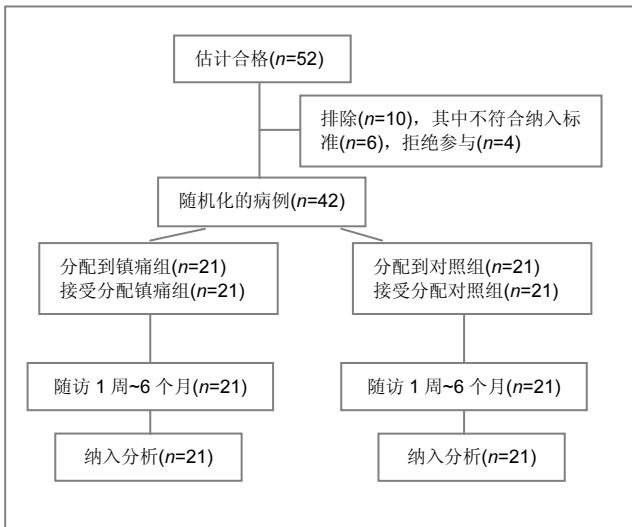 估计合格(n=52)
排除(n=10)，其中不符合纳入标
准(n=6)，拒绝参与(n=4)
随机化的病例(n=42)
分配到镇痛组(n=21)
接受分配镇痛组(n=21)
分配到对照组(n=21)
接受分配对照组(n=21)
随访 1 周~6 个月(n=21)
随访 1 周~6 个月(n=21)
纳入分析(n=21)
纳入分析(n=21)